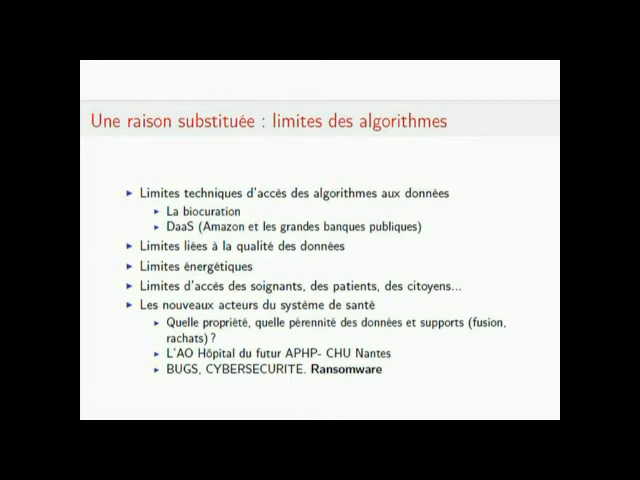 Une raison substituée : limites des algorithmes
Limites techniques d'accès des algorithmes aux données
La biocuration
DaaS (Amazon et les grandes banques publiques)
Limites liées à la qualité des données
Limites énergétiques
Limites d'accès des soignants, des patients, des citoyens...
Les nouveaux acteurs du système de santé
Quelle propriété, quelle pérennité des données et supports (fusion,
rachats) ?
L'AO Hôpital du futur APHP- CHU Nantes
BUGS, CYBERSECURITE. Ransomware